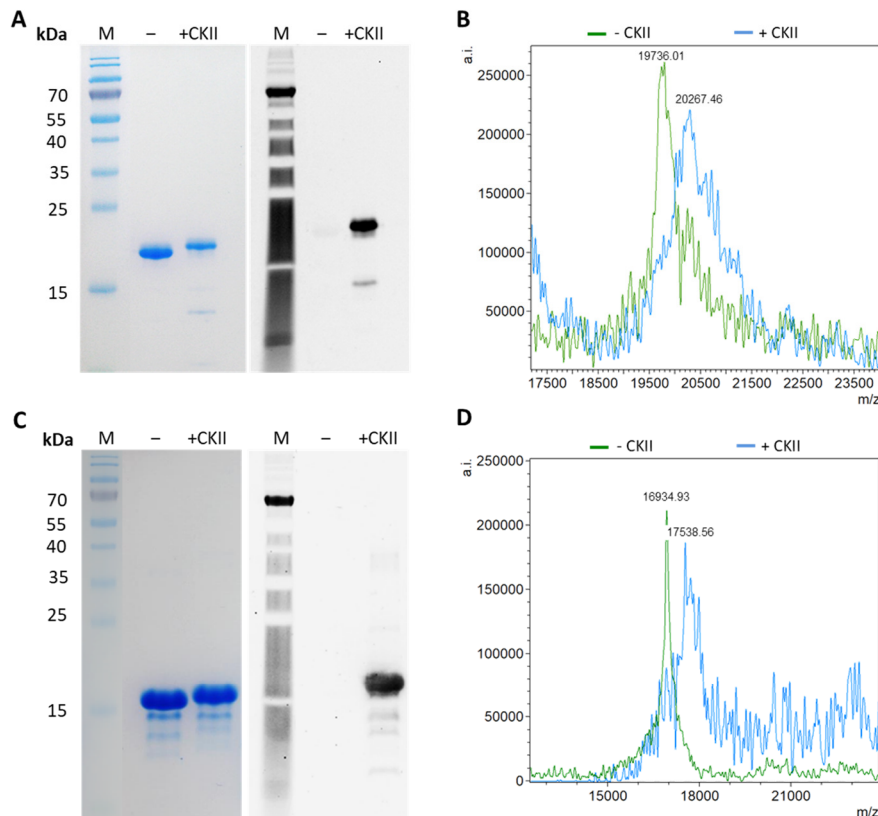 A
kDa M – +CKII M – +CKII
70
55
40
35
25
15
B
- CKII + CKII
a.i.
19736.01
20267.46
250000
200000
150000
100000
50000
17500 18500 19500 20500 21500 22500 23500
m/z
C
kDa M – +CKII M – +CKII
70
55
40
35
25
15
D
- CKII + CKII
a.i.
250000
16934.93
17538.56
200000
150000
100000
50000
0
15000 18000 21000
m/z